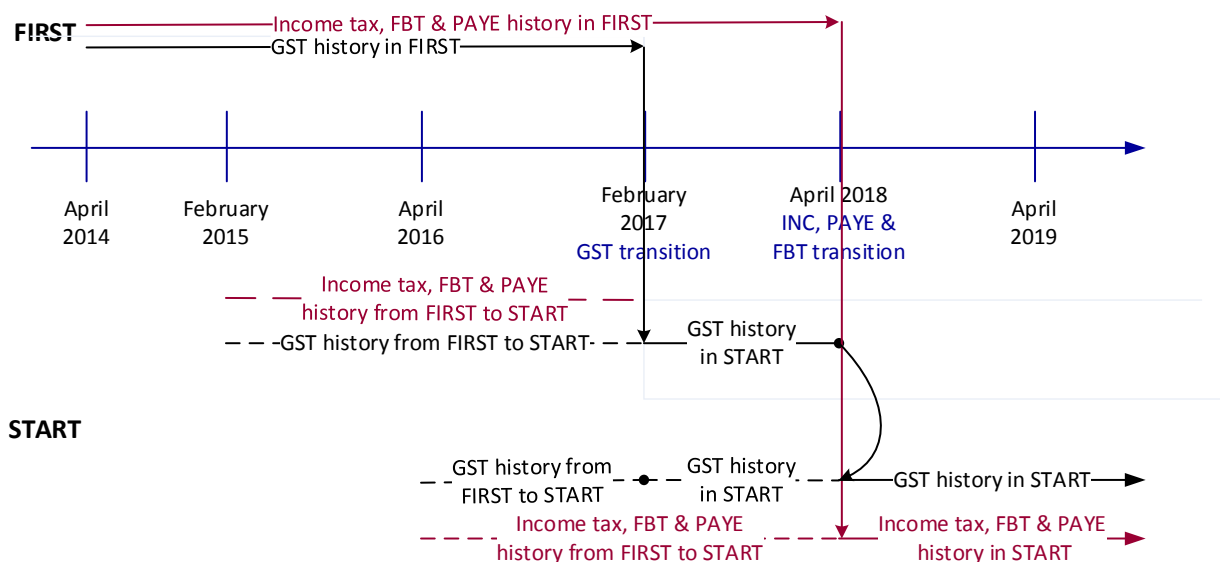 Income tax, FBT & PAYE history in FIRST
FIRST
GST history in FIRST
April
2014
February
2015
April
2016
February
2017
GST transition
April 2018
INC, PAYE &
FBT transition
April
2019
Income tax, FBT & PAYE
history from FIRST to START
GST history from FIRST to START
GST history
in START
START
GST history from
FIRST to START
GST history
in START
GST history in START
Income tax, FBT & PAYE
history from FIRST to START
Income tax, FBT & PAYE
history in START